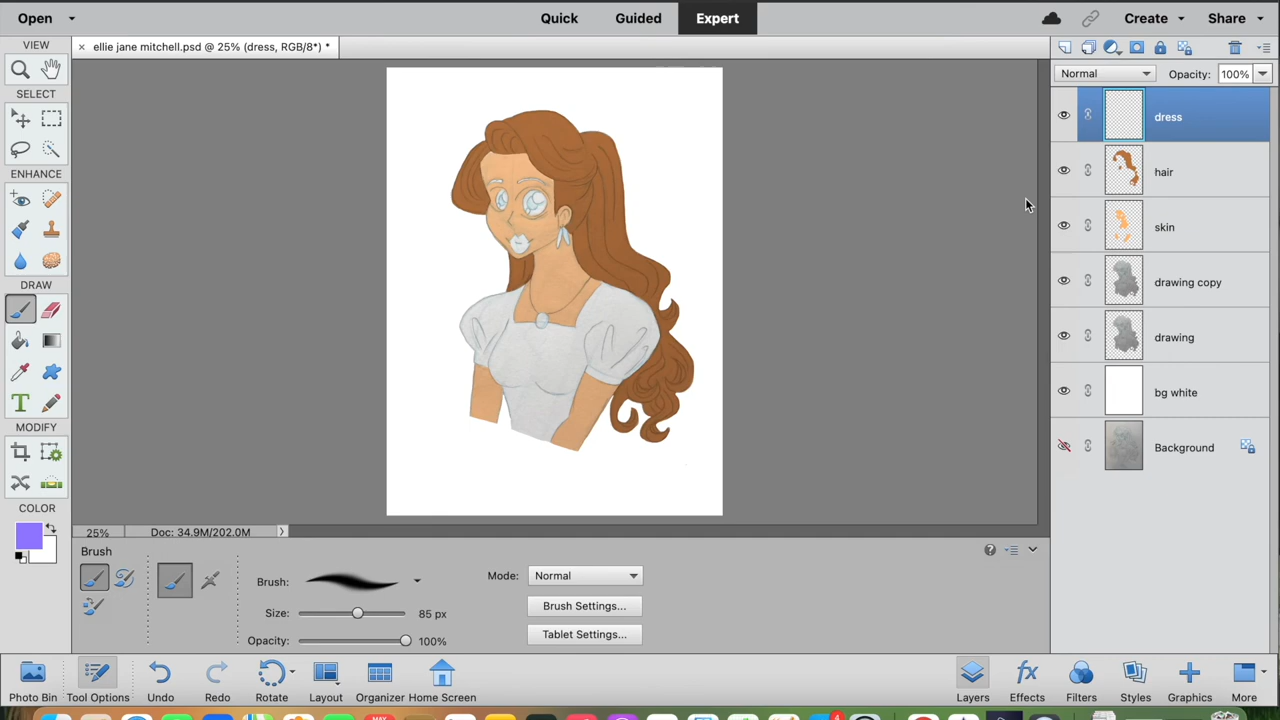 Open
Quick
Guided
Expert
Create
Share
VIEW
ellie jane mitchell.psd @ 25% (dress, RGB/8*) *
SELECT
ENHANCE
DRAW
T
MODIFY
COLOR
Normal
Opacity: 100%
dress
hair
skin
drawing copy
drawing
bg white
Background
25%
Doc: 34.9M/202.0M
Brush
Brush:
Size:
85 px
Opacity:
100%
Mode:
Normal
Brush Settings...
Tablet Settings...
Photo Bin
Tool Options
Undo
Redo
Rotate
Layout
Organizer
Home Screen
Layers
Effects
Filters
Styles
Graphics
More